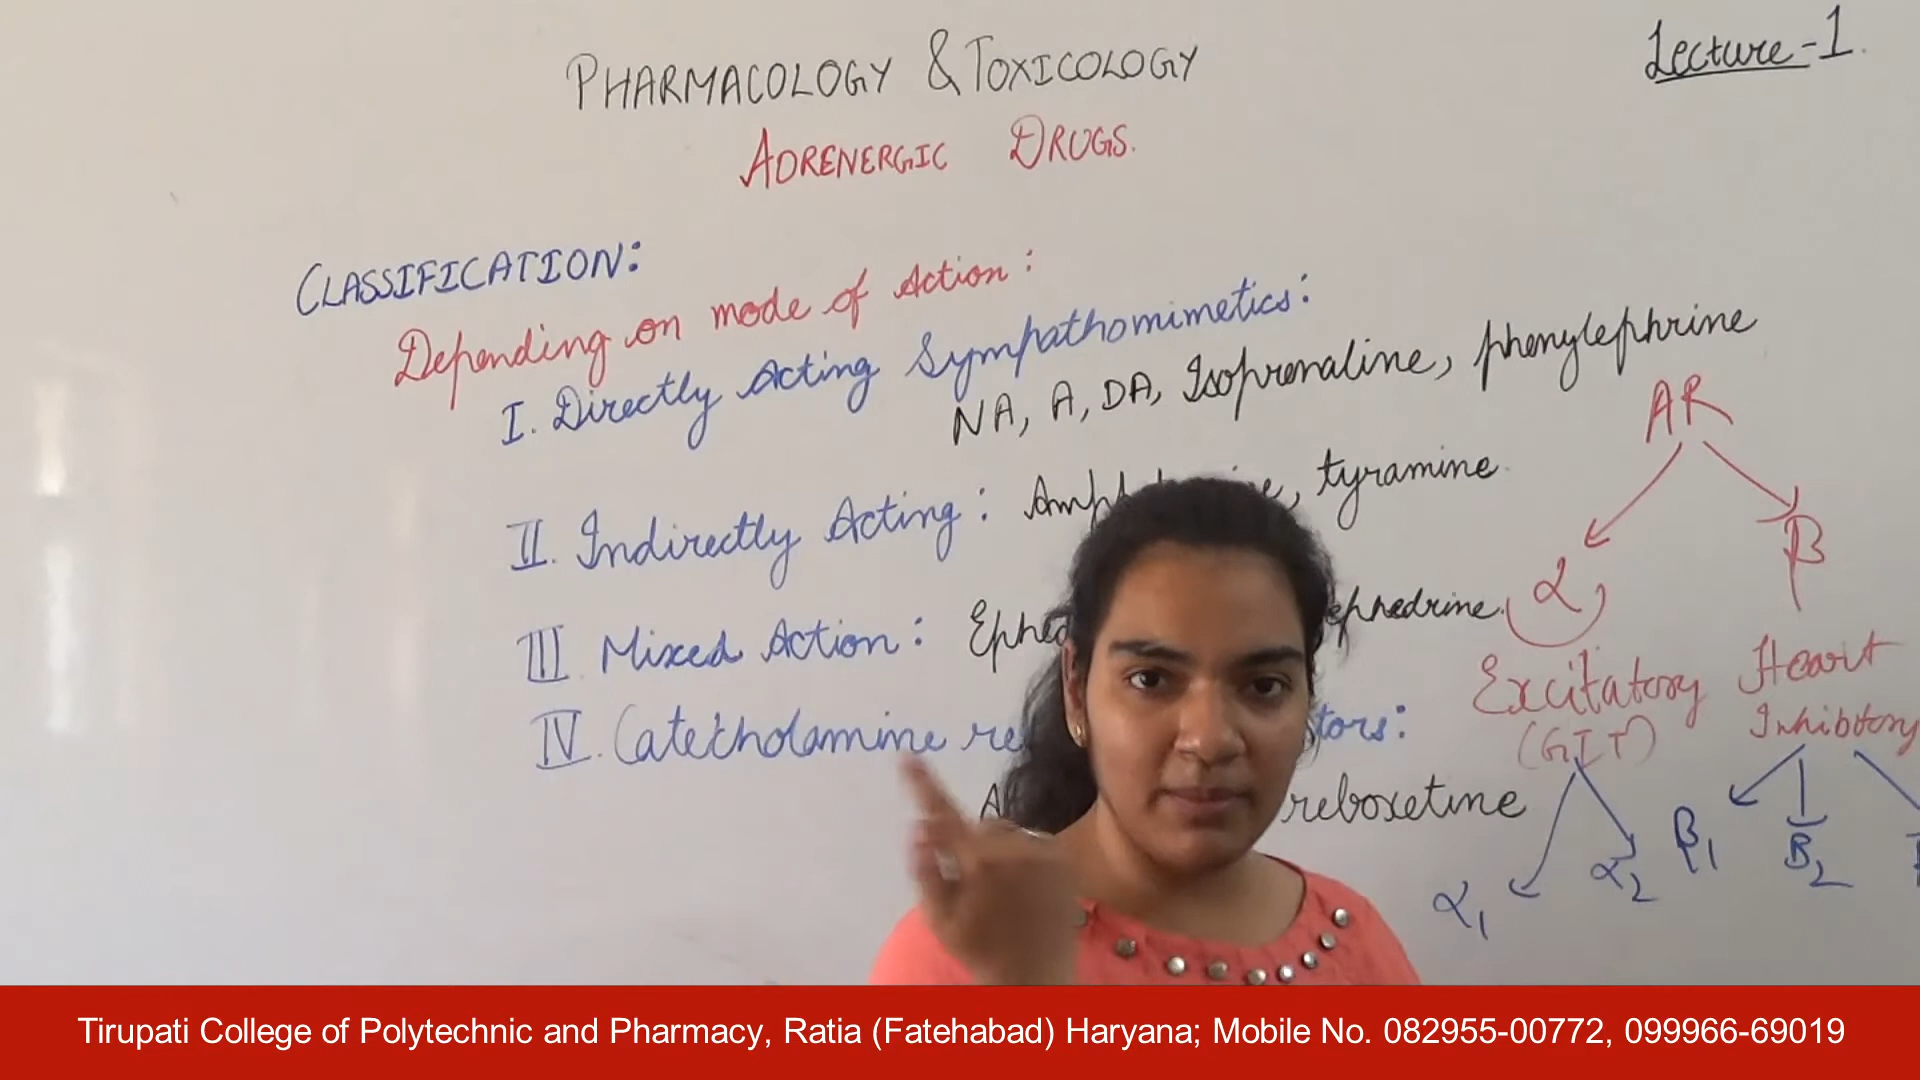 Lecture-1.
PHARMACOLOGY & TOXICOLOGY
ADRENERGIC DRUGS.
CLASSIFICATION:
Depending on mode of Action:
I. Directly Acting Sympathomimetics:
NA, A, DA, Isoprenaline, phenylephrine
II. Indirectly Acting: tyramine
III. Mixed Action:
IV. Catecholamine
reboxetine
AR
α β
Excitatory Heart
(GIT) Inhibitory
α1 α2 β1 β2
Tirupati College of Polytechnic and Pharmacy, Ratia (Fatehabad) Haryana; Mobile No. 082955-00772, 099966-69019